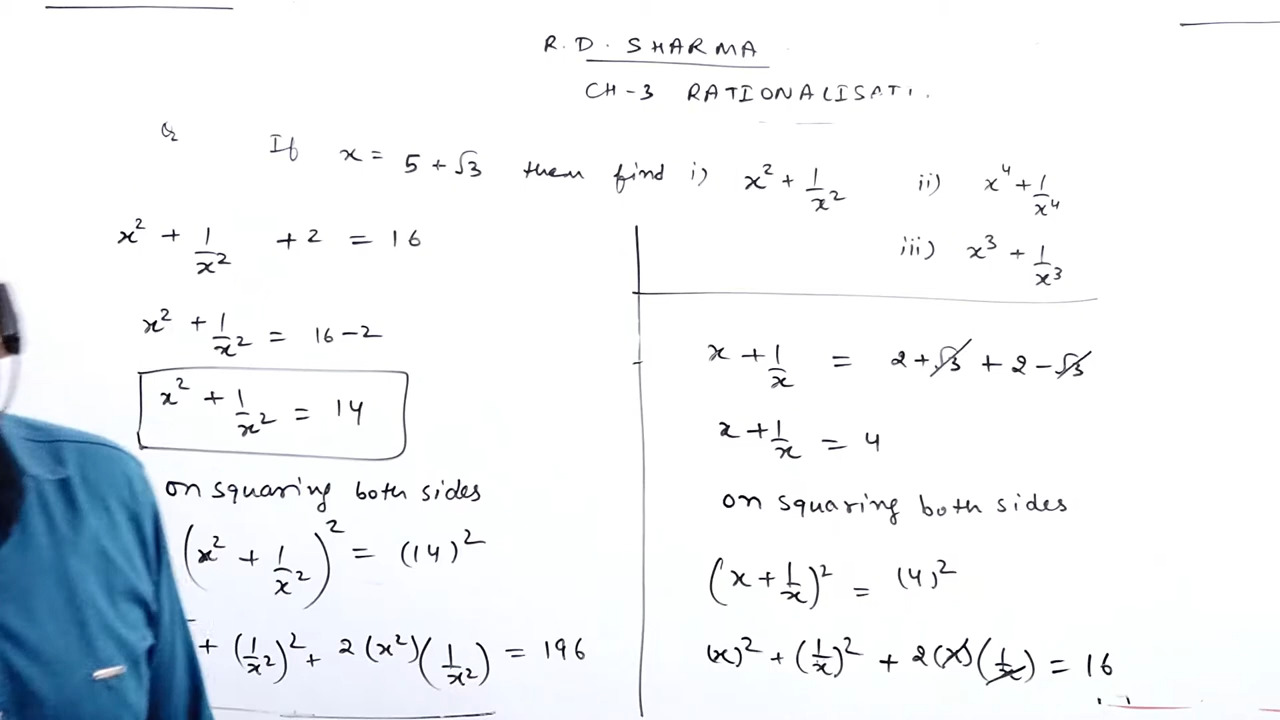 R.D. SHARMA
CH-3 RATIONALISATI
Q If x = 5 + √3 then find i) x² + 1/x² ii) x⁴ + 1/x⁴
iii) x³ + 1/x³
x² + 1/x² + 2 = 16
x² + 1/x² = 16 - 2
x² + 1/x² = 14
on squaring both sides
(x² + 1/x²)² = (14)²
+ (1/x²)² + 2(x²)(1/x²) = 196
x + 1/x = 2 + √3 + 2 - √3
x + 1/x = 4
on squaring both sides
(x + 1/x)² = (4)²
(x)² + (1/x)² + 2(x)(1/x) = 16